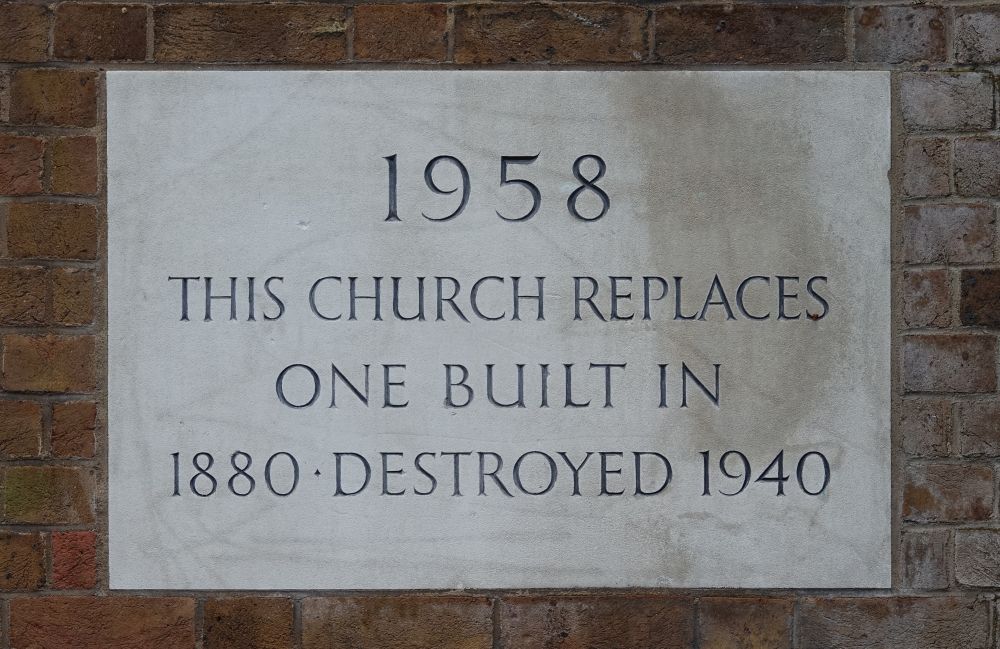 1958
THIS CHURCH REPLACES
ONE BUILT IN
1880 · DESTROYED 1940